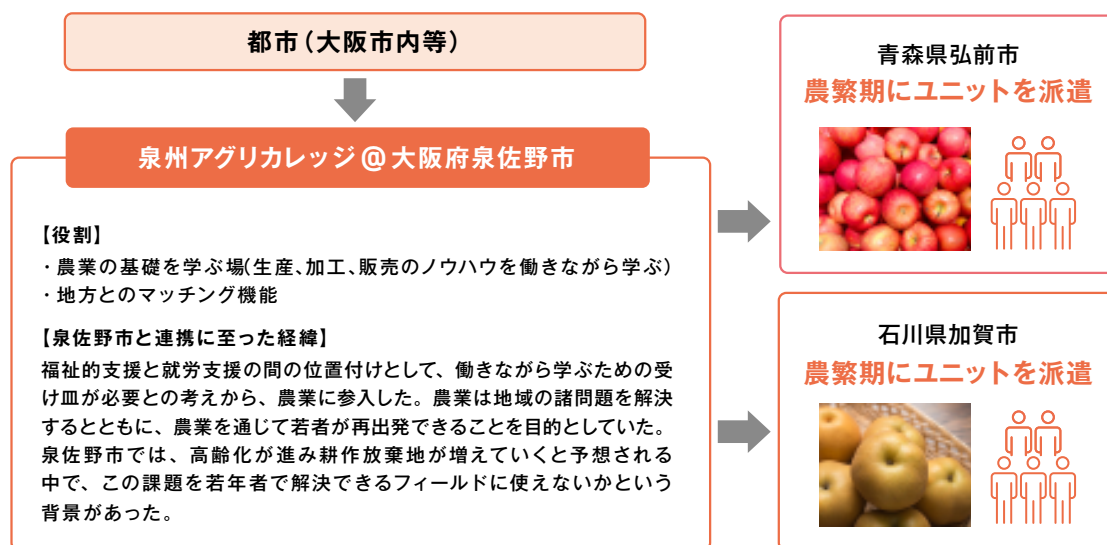 都市（大阪市内等）
泉州アグリカレッジ＠大阪府泉佐野市
【役割】
・農業の基礎を学ぶ場(生産、加工、販売のノウハウを働きながら学ぶ)
・地方とのマッチング機能
【泉佐野市と連携に至った経緯】
福祉的支援と就労支援の間の位置付けとして、働きながら学ぶための受
け皿が必要との考えから、農業に参入した。農業は地域の諸問題を解決
するとともに、農業を通じて若者が再出発できることを目的としていた。
泉佐野市では、高齢化が進み耕作放棄地が増えていくと予想される
中で、この課題を若年者で解決できるフィールドに使えないかという
背景があった。
青森県弘前市
農繁期にユニットを派遣
石川県加賀市
農繁期にユニットを派遣